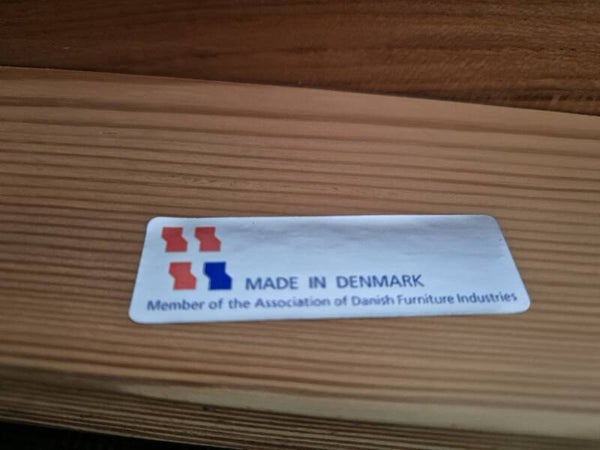 MADE IN DENMARK
Member of the Association of Danish Furniture Industries